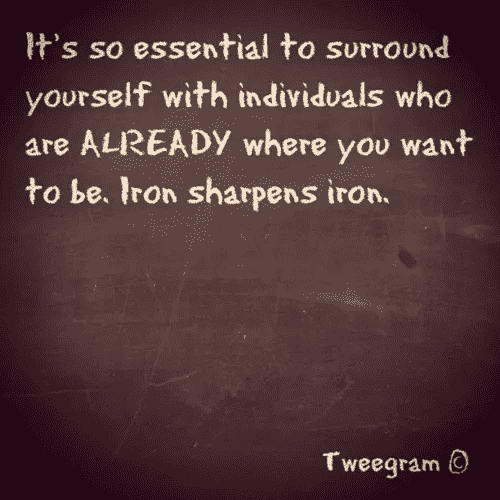 It's so essential to surround
yourself with individuals who
are ALREADY where you want
to be. Iron sharpens iron.
Tweegram ©